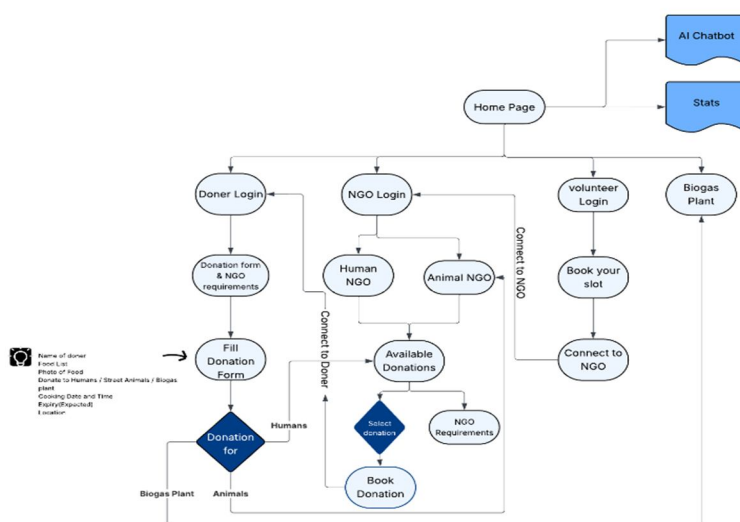 AI Chatbot
Stats
Home Page
Doner Login
NGO Login
volunteer
Login
Biogas
Plant
Donation form
& NGO
requirements
Human
NGO
Animal NGO
Connect to NGO
Book your
slot
Connect to Doner
Name of doner
Food List
Photo of Food
Donate to Humans / Street Animals / Biogas
plant
Cooking Date and Time
Expiry(Expected)
Location
Fill
Donation
Form
Available
Donations
Connect to
NGO
Donation
for
Humans
Select
donation
NGO
Requirements
Biogas Plant
Animals
Book
Donation